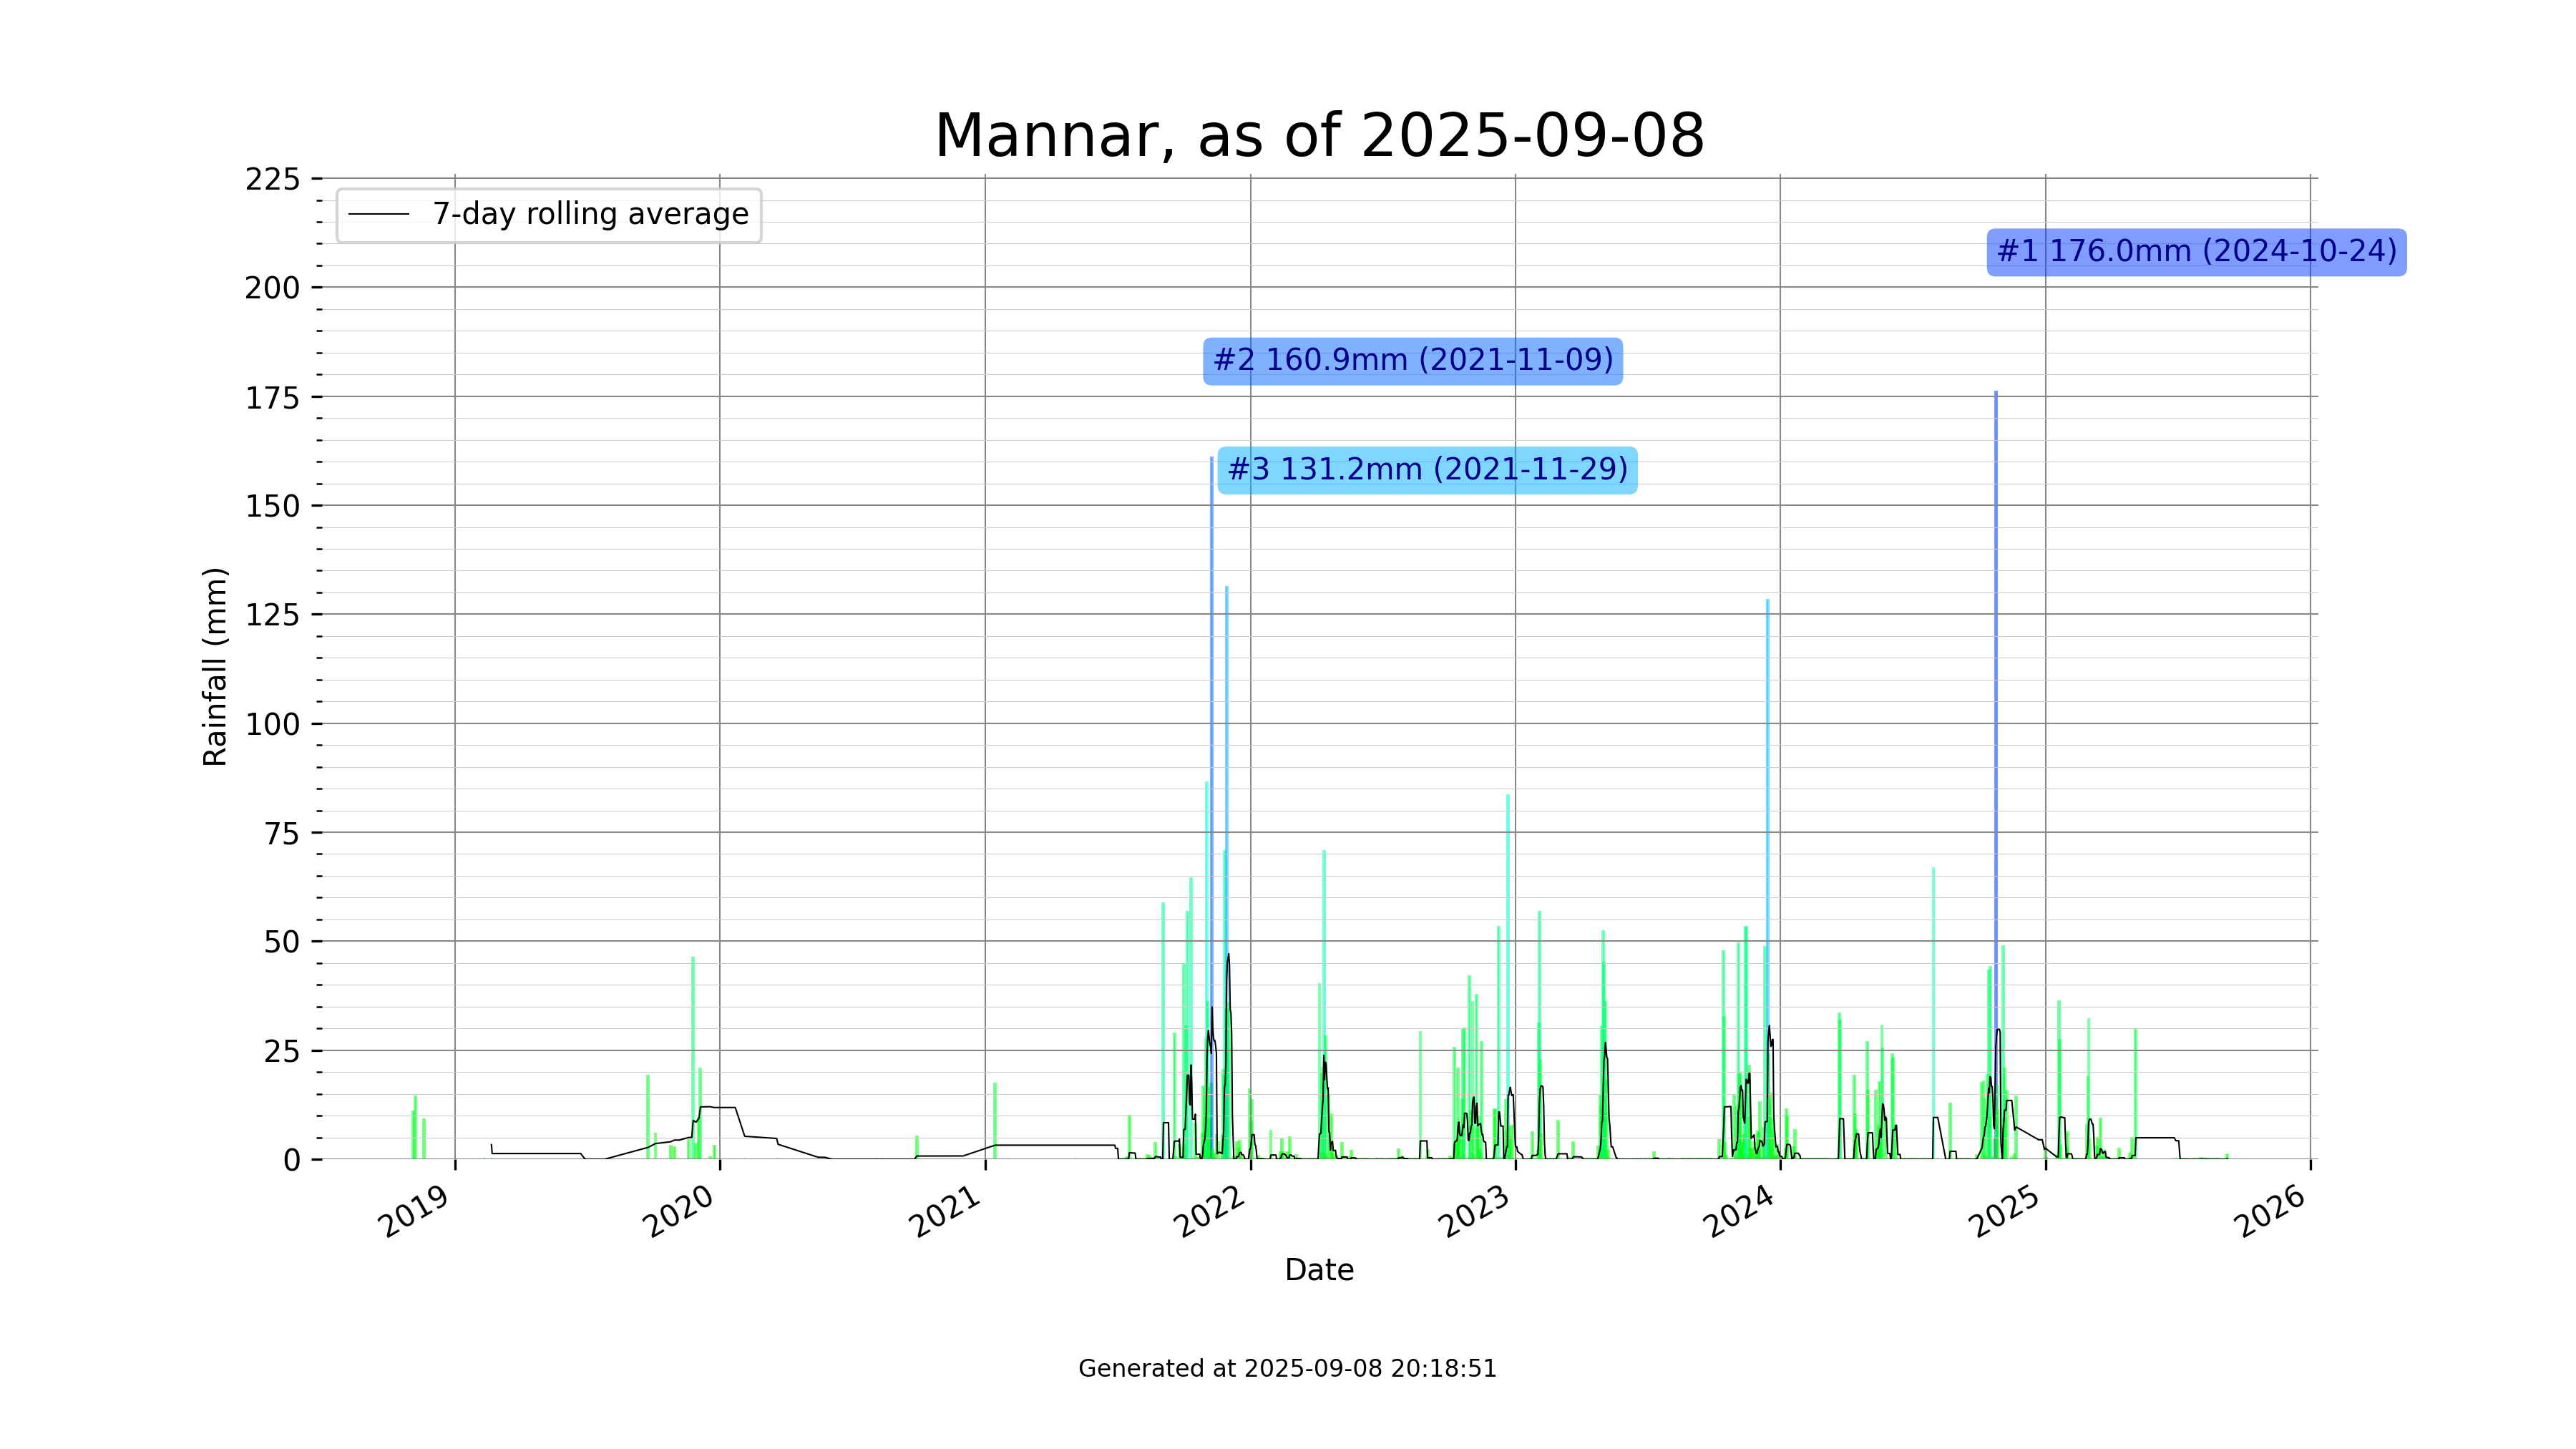 Mannar, as of 2025-09-08
7-day rolling average
#1 176.0mm (2024-10-24)
#2 160.9mm (2021-11-09)
#3 131.2mm (2021-11-29)
Rainfall (mm)
225
200
175
150
125
100
75
50
25
0
2019
2020
2021
2022
2023
2024
2025
2026
Date
Generated at 2025-09-08 20:18:51